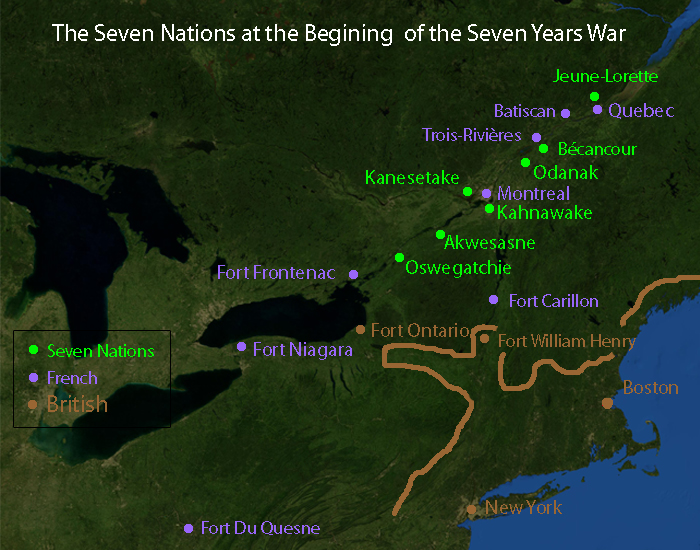 The Seven Nations at the Begining of the Seven Years War
Jeune-Lorette
Batiscan
Quebec
Trois-Rivières
Bécancour
Odanak
Kanesetake
Montreal
Kahnawake
Akwesasne
Oswegatchie
Fort Frontenac
Fort Carillon
Fort Ontario
Fort William Henry
Fort Niagara
Seven Nations
French
British
Boston
New York
Fort Du Quesne